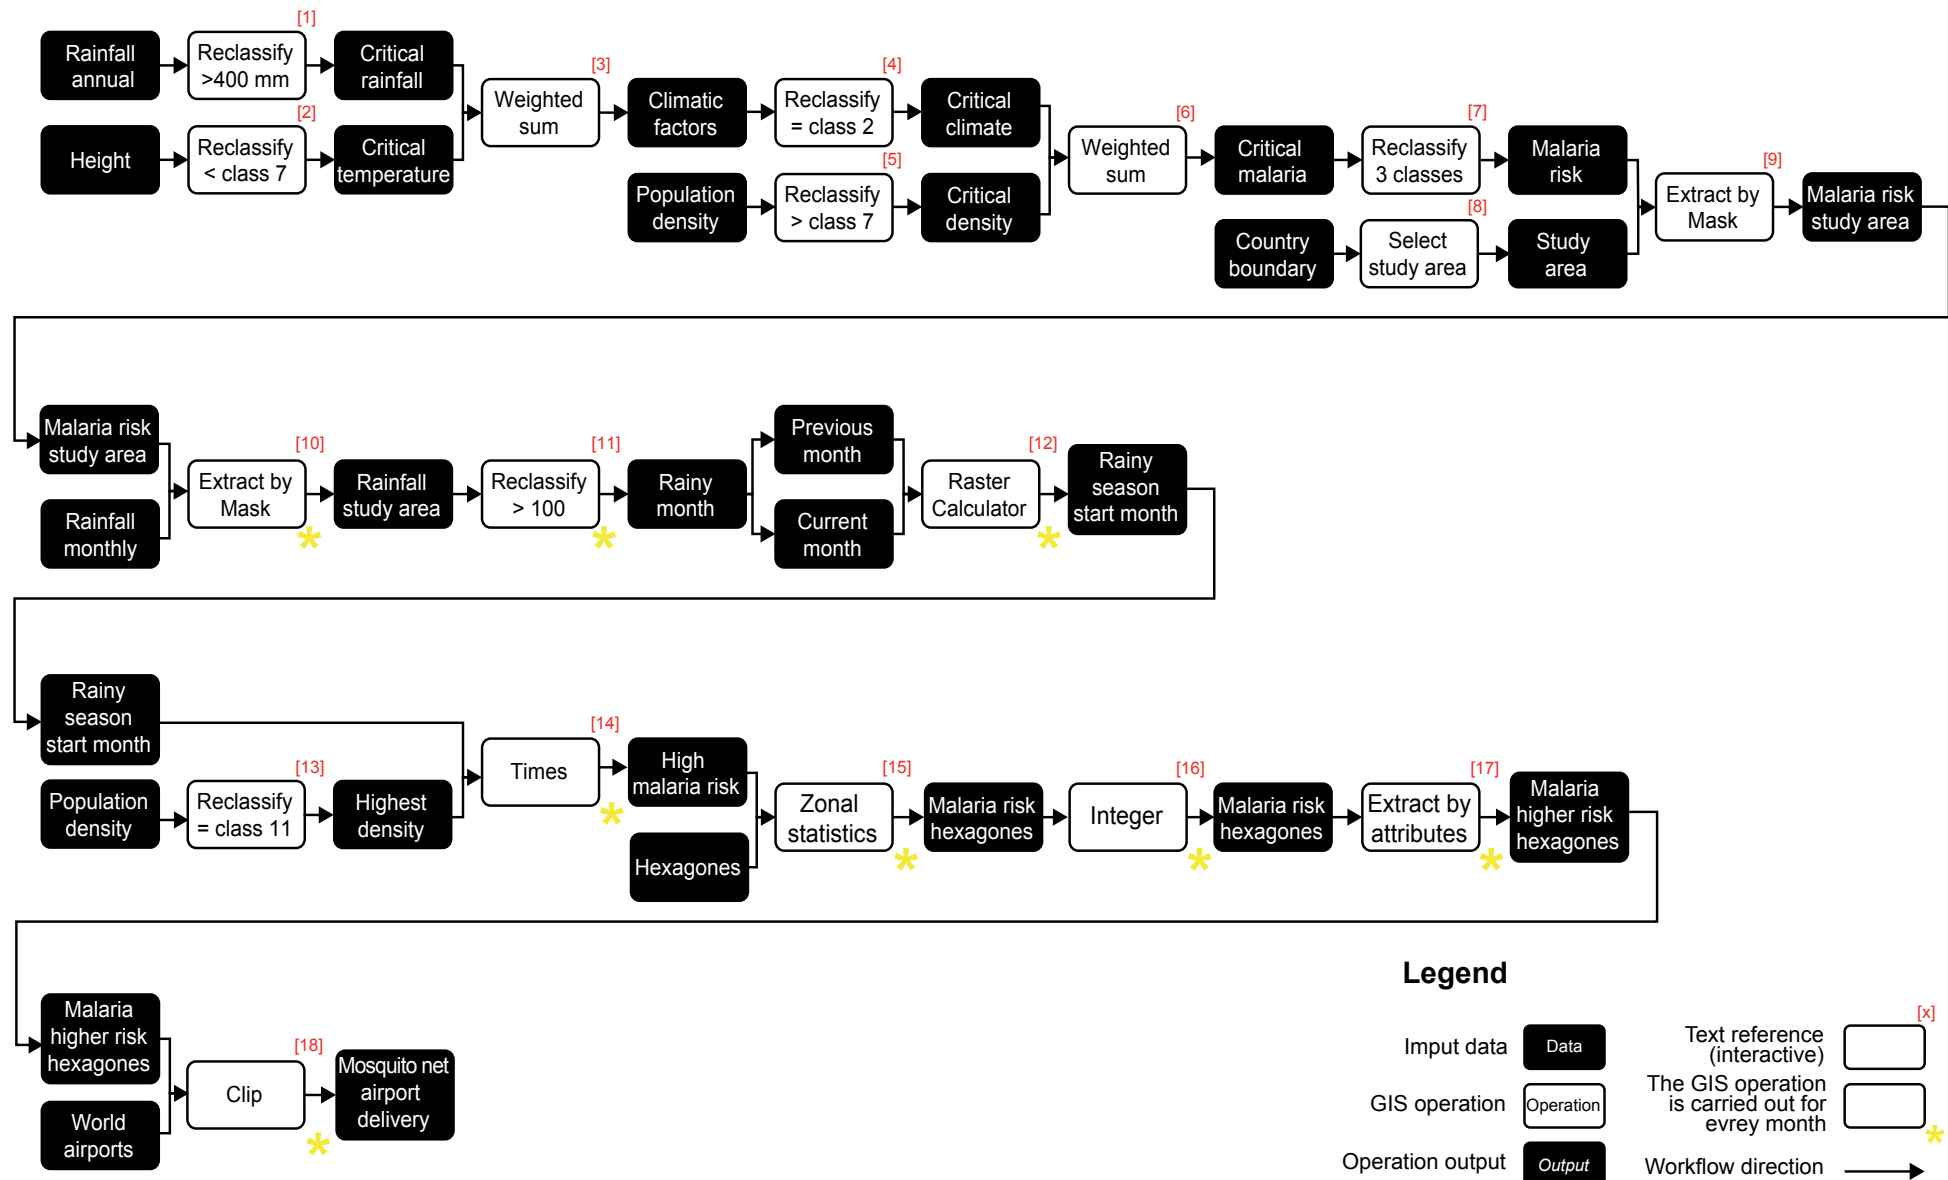 [1]
Rainfall
annual
Reclassify
>400 mm
Critical
rainfall
[2]
Height
Reclassify
< class 7
Critical
temperature
[3]
Weighted
sum
Climatic
factors
[4]
Reclassify
= class 2
Critical
climate
[5]
Population
density
Reclassify
> class 7
Critical
density
[6]
Weighted
sum
Critical
malaria
[7]
Reclassify
3 classes
Malaria
risk
[8]
Country
boundary
Select
study area
Study
area
[9]
Extract by
Mask
Malaria risk
study area
Malaria risk
study area
Rainfall
monthly
[10]
Extract by
Mask
*
Rainfall
study area
[11]
Reclassify
> 100
*
Rainy
month
Previous
month
Current
month
[12]
Raster
Calculator
*
Rainy
season
start month
Rainy
season
start month
Population
density
[13]
Reclassify
= class 11
Highest
density
[14]
Times
*
High
malaria risk
Hexagones
[15]
Zonal
statistics
*
Malaria risk
hexagones
[16]
Integer
*
Malaria risk
hexagones
[17]
Extract by
attributes
*
Malaria
higher risk
hexagones
Malaria
higher risk
hexagones
World
airports
[18]
Clip
*
Mosquito net
airport
delivery
Legend
Imput data
Data
GIS operation
Operation
Operation output
Output
Text reference
(interactive)
[x]
The GIS operation
is carried out for
evrey month
*
Workflow direction